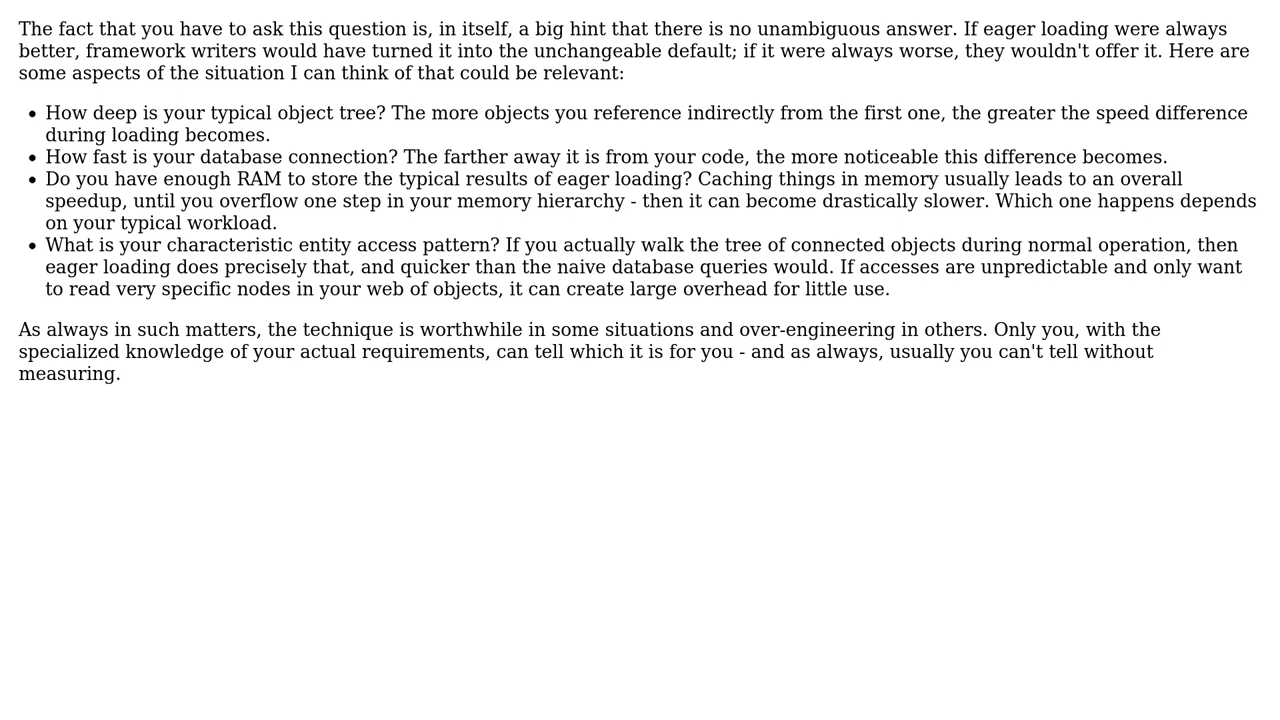 The fact that you have to ask this question is, in itself, a big hint that there is no unambiguous answer. If eager loading were always
better, framework writers would have turned it into the unchangeable default; if it were always worse, they wouldn't offer it. Here are
some aspects of the situation I can think of that could be relevant:
• How deep is your typical object tree? The more objects you reference indirectly from the first one, the greater the speed difference
during loading becomes.
• How fast is your database connection? The farther away it is from your code, the more noticeable this difference becomes.
• Do you have enough RAM to store the typical results of eager loading? Caching things in memory usually leads to an overall
speedup, until you overflow one step in your memory hierarchy - then it can become drastically slower. Which one happens depends
on your typical workload.
• What is your characteristic entity access pattern? If you actually walk the tree of connected objects during normal operation, then
eager loading does precisely that, and quicker than the naive database queries would. If accesses are unpredictable and only want
to read very specific nodes in your web of objects, it can create large overhead for little use.
As always in such matters, the technique is worthwhile in some situations and over-engineering in others. Only you, with the
specialized knowledge of your actual requirements, can tell which it is for you - and as always, usually you can't tell without
measuring.